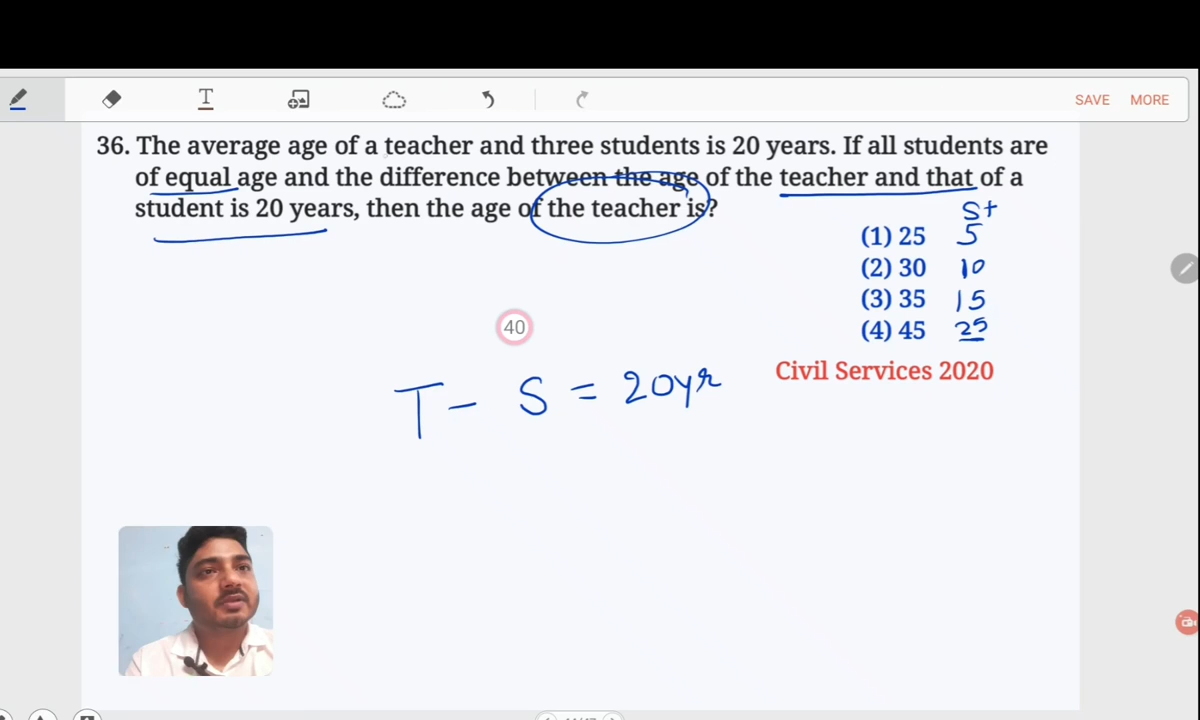 T
SAVE MORE
36. The average age of a teacher and three students is 20 years. If all students are
of equal age and the difference between the age of the teacher and that of a
student is 20 years, then the age of the teacher is?
St
(1) 25 5
(2) 30 10
(3) 35 15
(4) 45 25
40
Civil Services 2020
T - S = 20yr